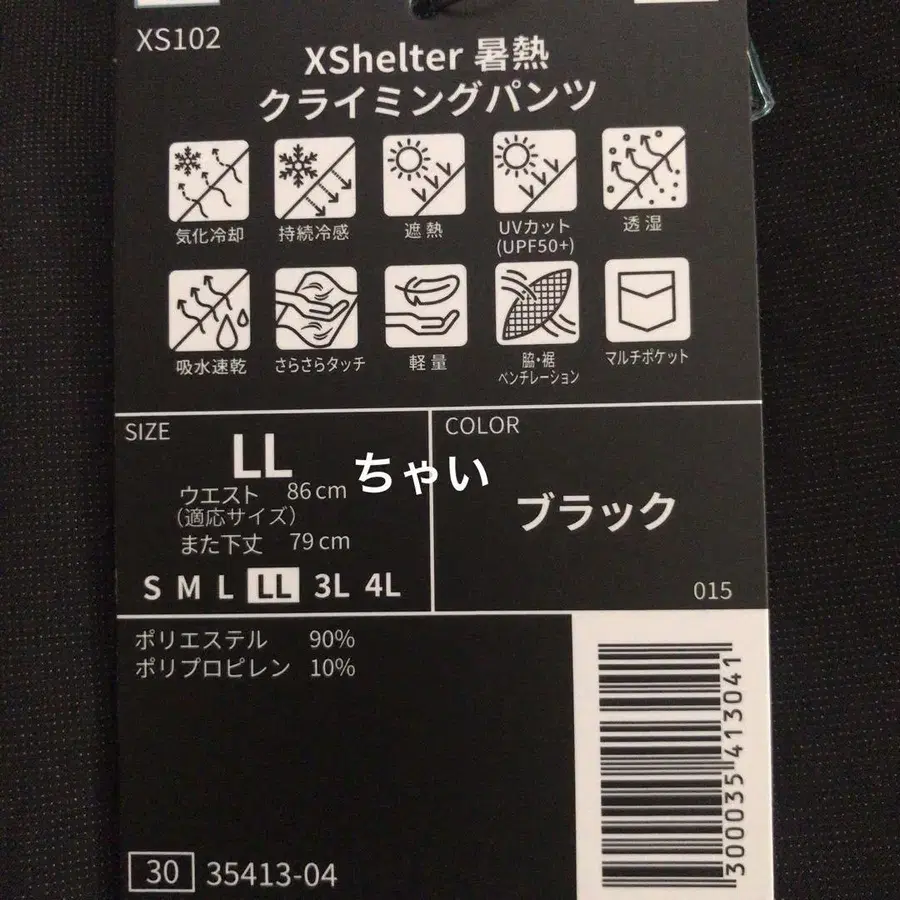 XS102
XShelter 暑熱
クライミングパンツ
気化冷却
持続冷感
遮熱
UVカット
(UPF50+)
透湿
吸水速乾
さらさらタッチ
軽量
脇・裾
ベンチレーション
マルチポケット
SIZE
LL
ウエスト 86cm
(適応サイズ)
また下丈 79cm
S M L LL 3L 4L
ちゃい
COLOR
ブラック
015
ポリエステル 90%
ポリプロピレン 10%
30 35413-04
300035413041